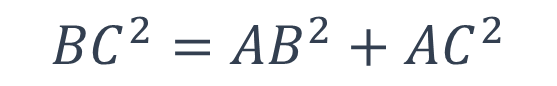 BC² = AB² + AC²